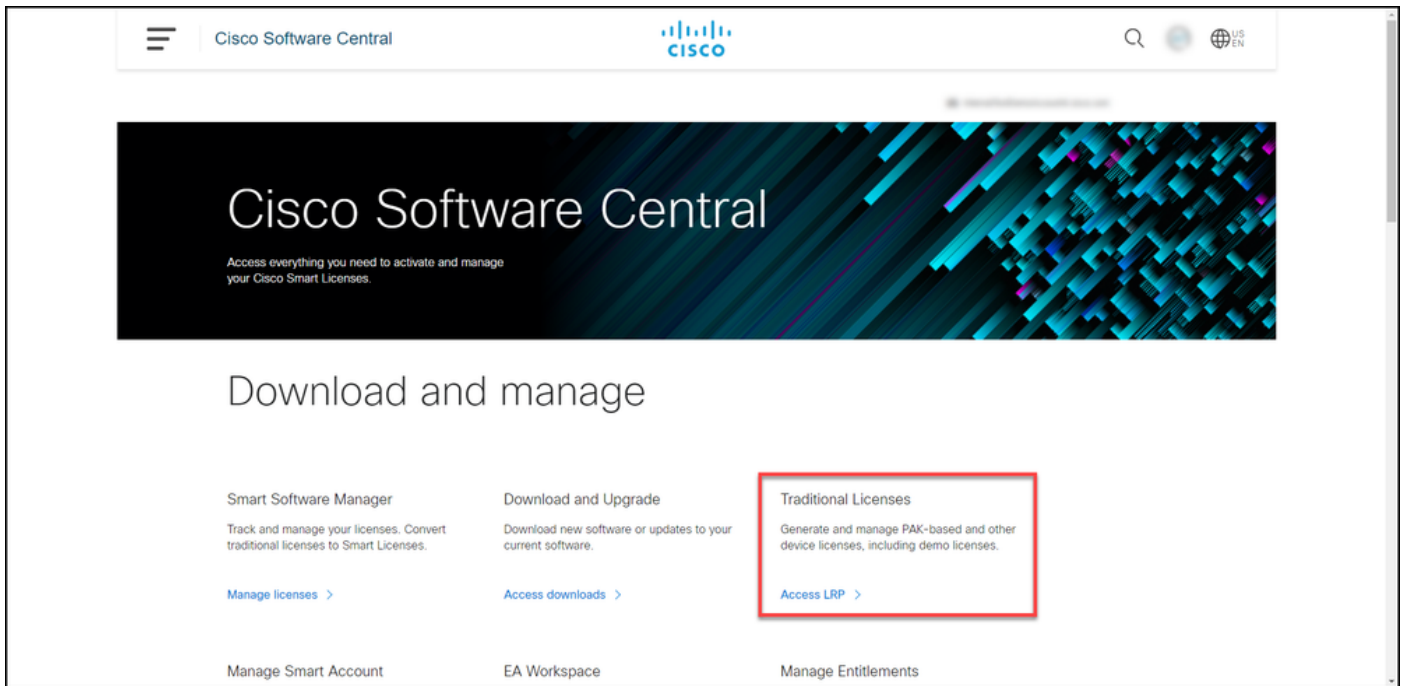 Cisco Software Central
CISCO
US
EN
Cisco Software Central
Access everything you need to activate and manage
your Cisco Smart Licenses.
Download and manage
Smart Software Manager
Track and manage your licenses. Convert
traditional licenses to Smart Licenses.
Manage licenses >
Download and Upgrade
Download new software or updates to your
current software.
Access downloads >
Traditional Licenses
Generate and manage PAK-based and other
device licenses, including demo licenses.
Access LRP >
Manage Smart Account
EA Workspace
Manage Entitlements